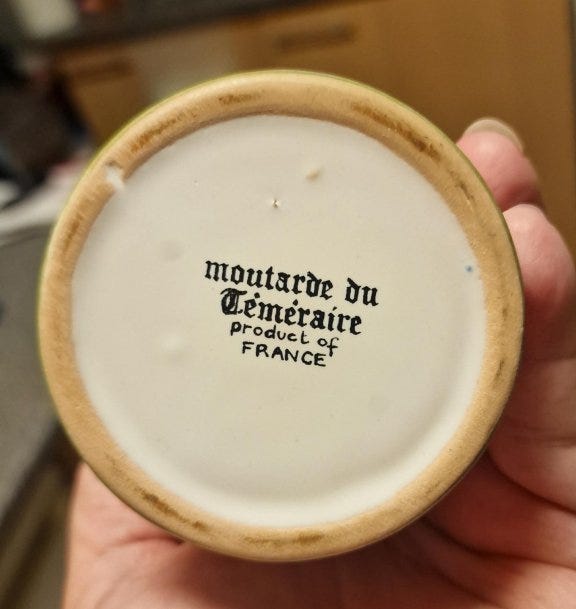 moutarde du
Téméraire
product of
FRANCE